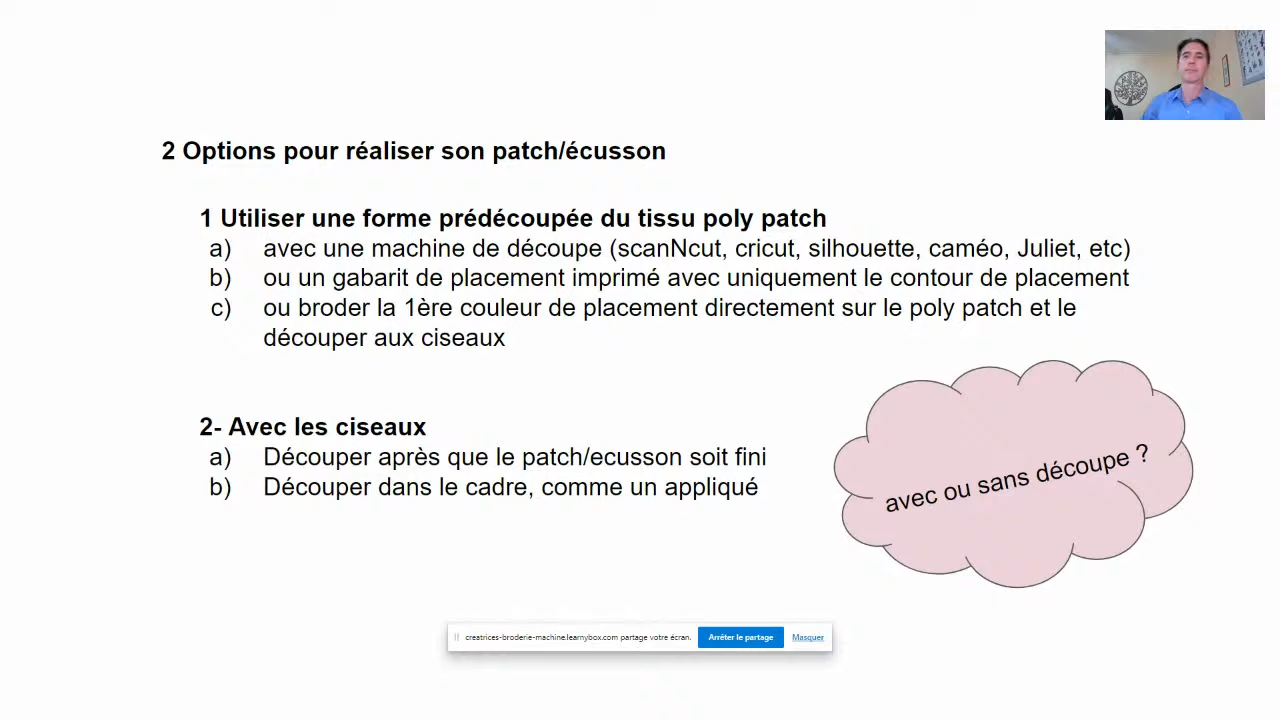 2 Options pour réaliser son patch/écusson
1 Utiliser une forme prédécoupée du tissu poly patch
a) avec une machine de découpe (scanNcut, cricut, silhouette, caméo, Juliet, etc)
b) ou un gabarit de placement imprimé avec uniquement le contour de placement
c) ou broder la 1ère couleur de placement directement sur le poly patch et le
découper aux ciseaux
2- Avec les ciseaux
a) Découper après que le patch/ecusson soit fini
b) Découper dans le cadre, comme un appliqué
avec ou sans découpe ?
creatrices-broderie-machine.learnybox.com partage votre écran. Arrêter le partage Masquer